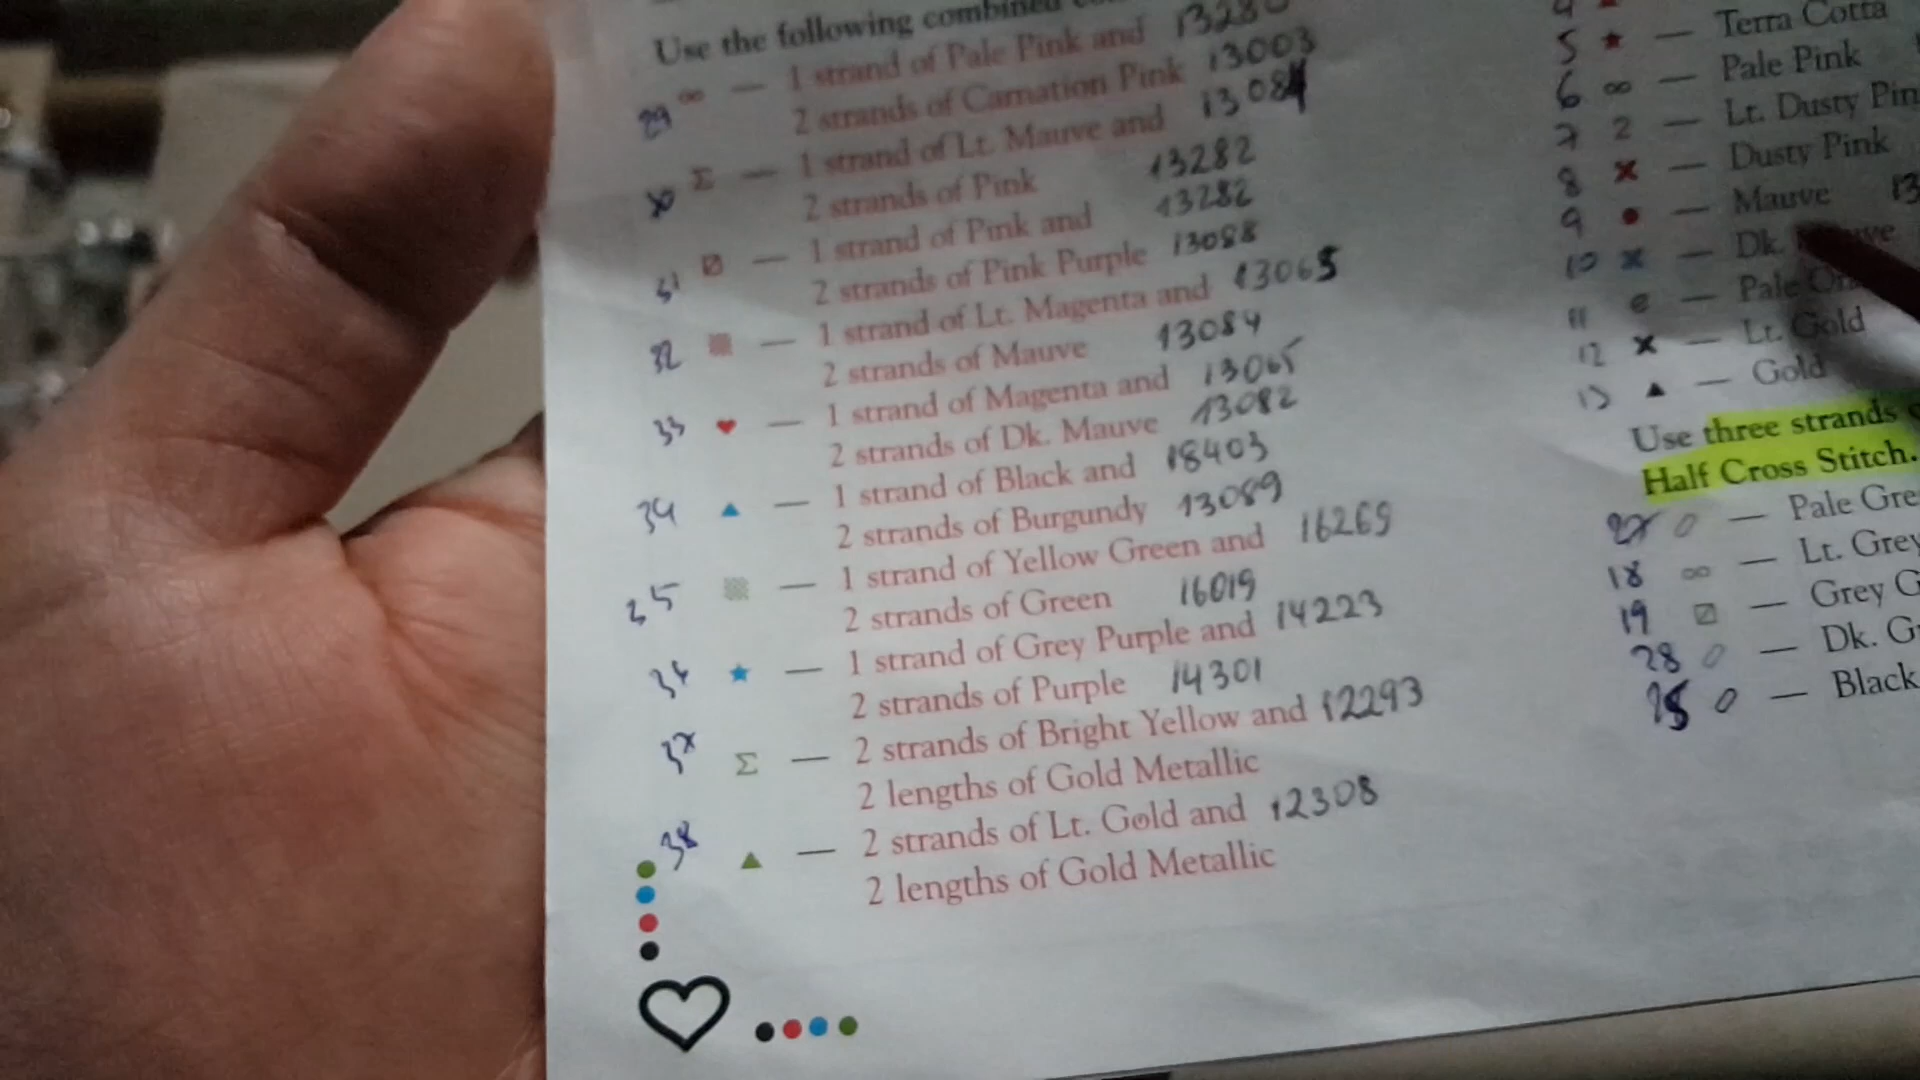 Use the following combined
29 ∞ — 1 strand of Pale Pink and 13280
2 strands of Carnation Pink 13003
30 Σ — 1 strand of Lt. Mauve and 13084
2 strands of Pink 13282
31 ⍁ — 1 strand of Pink and 13282
2 strands of Pink Purple 13088
32 — 1 strand of Lt. Magenta and 13065
2 strands of Mauve 13084
33 ♥ — 1 strand of Magenta and 13065
2 strands of Dk. Mauve 13082
34 ▲ — 1 strand of Black and 18403
2 strands of Burgundy 13089
35 — 1 strand of Yellow Green and 16269
2 strands of Green 16019
36 ★ — 1 strand of Grey Purple and 14223
2 strands of Purple 14301
37 Σ — 2 strands of Bright Yellow and 12293
2 lengths of Gold Metallic
38 ▲ — 2 strands of Lt. Gold and 12308
2 lengths of Gold Metallic
5 ★ — Terra Cotta
6 ∞ — Pale Pink
7 2 — Lt. Dusty Pin
8 x — Dusty Pink
9 ● — Mauve 13
10 x — Dk.
11 e — Pale
12 x — Lt. Gold
13 ▲ — Gold
Use three strands
Half Cross Stitch.
27 0 — Pale Gre
18 ∞ — Lt. Grey
19 ⍁ — Grey G
28 0 — Dk. G
0 — Black